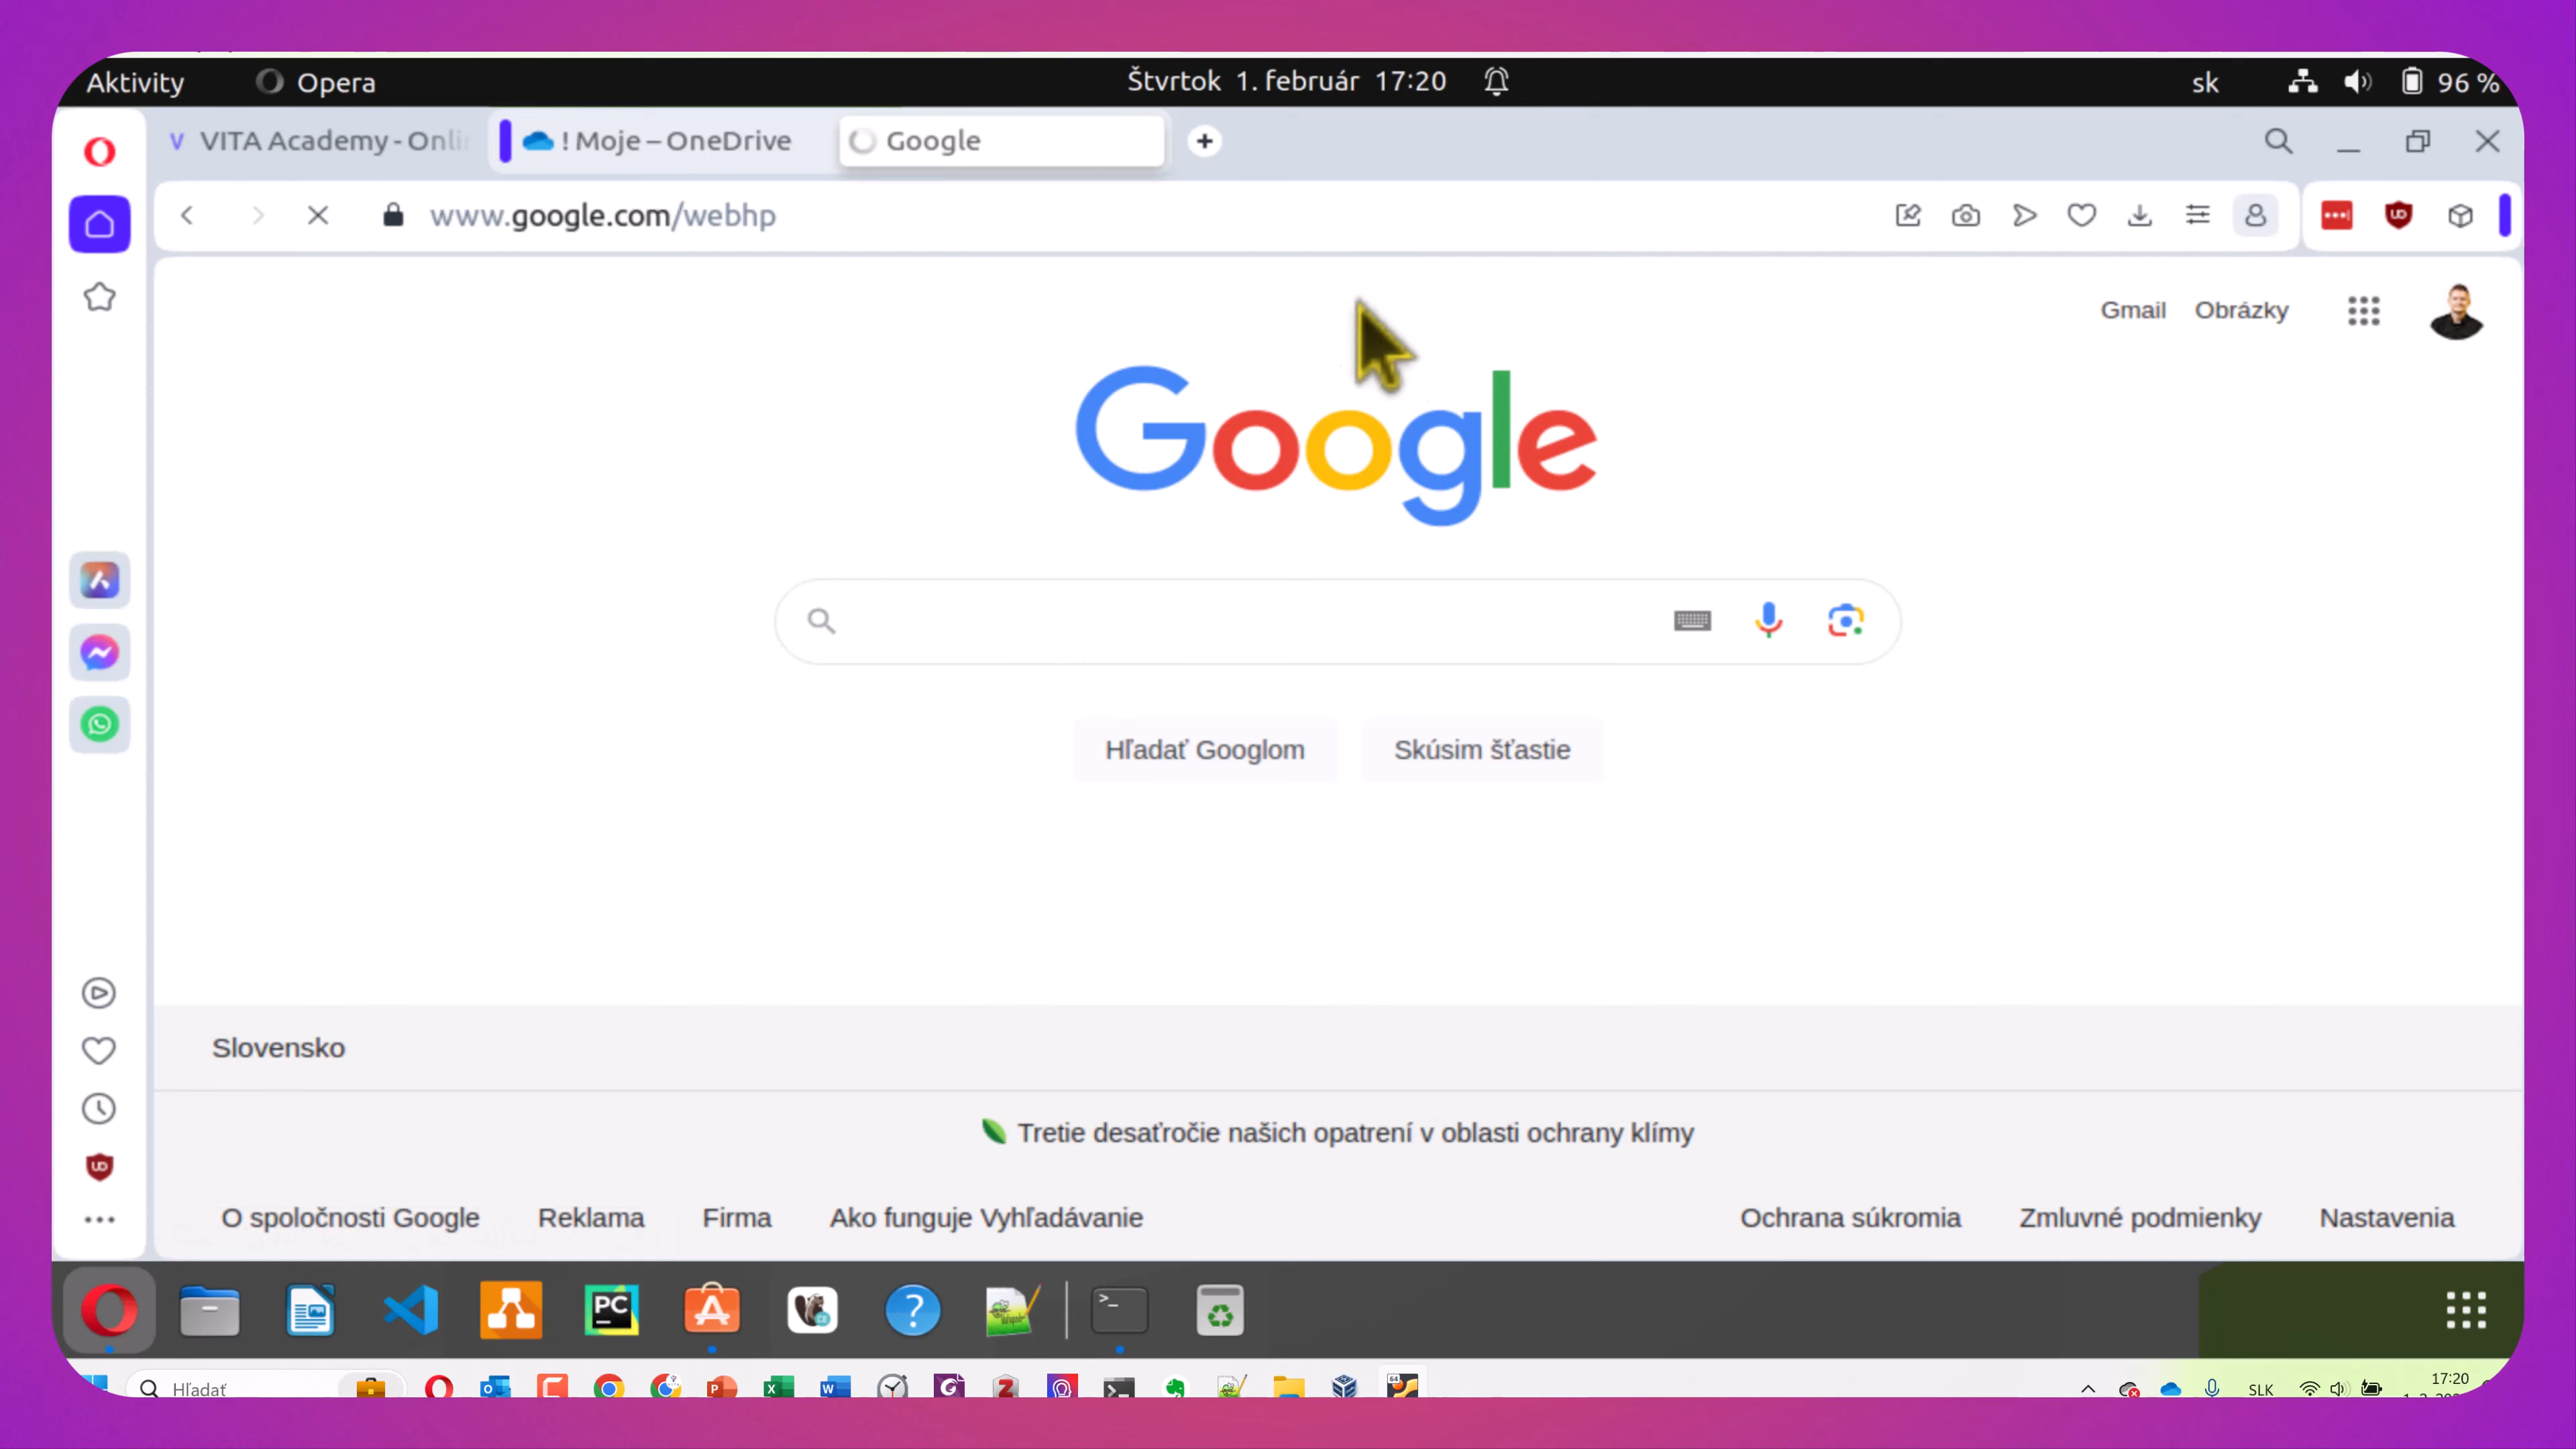 Aktivity
Opera
Štvrtok 1. február 17:20
sk
96 %
VITA Academy - Onli
! Moje – OneDrive
Google
www.google.com/webhp
Gmail
Obrázky
Google
Hľadať Googlom
Skúsim šťastie
Slovensko
Tretie desaťročie našich opatrení v oblasti ochrany klímy
O spoločnosti Google
Reklama
Firma
Ako funguje Vyhľadávanie
Ochrana súkromia
Zmluvné podmienky
Nastavenia
PC
Hľadať
SLK
17:20